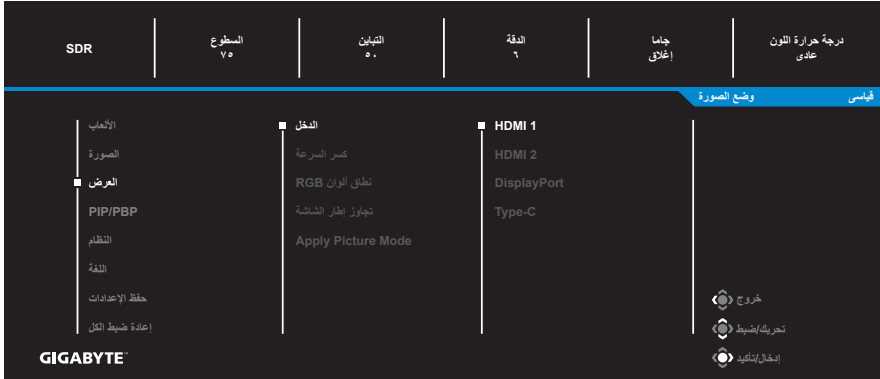 SDR
السطوع
٧٥
التباين
٥٠
الدقة
٦
جاما
إغلاق
درجة حرارة اللون
عادى
قياسى
وضع الصورة
الألعاب
الصورة
العرض
PIP/PBP
النظام
اللغة
حفظ الإعدادات
إعادة ضبط الكل
الدخل
كسر السرعة
نطاق ألوان RGB
تجاوز إطار الشاشة
Apply Picture Mode
HDMI 1
HDMI 2
DisplayPort
Type-C
خروج
تحريك/ضبط
إدخال/تأكيد
GIGABYTE™